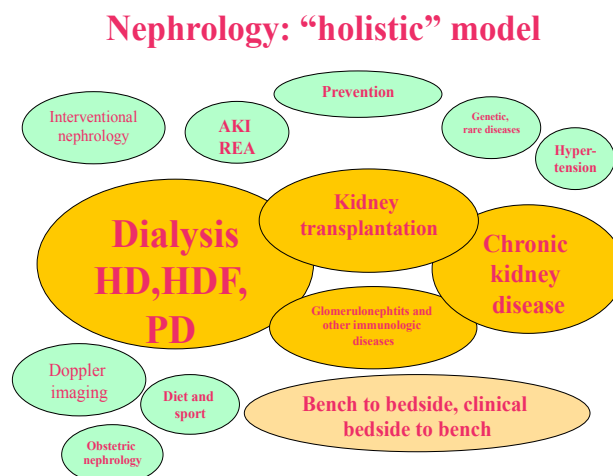 Nephrology: “holistic” model
Prevention
Interventional
nephrology
AKI
REA
Genetic,
rare diseases
Hyper-
tension
Kidney
transplantation
Dialysis
HD,HDF,
PD
Chronic
kidney
disease
Glomerulonephtits and
other immunologic
diseases
Doppler
imaging
Diet and
sport
Bench to bedside, clinical
bedside to bench
Obstetric
nephrology